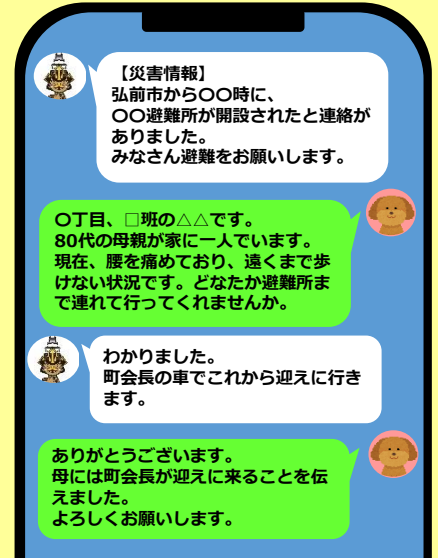 【災害情報】
弘前市から〇〇時に、
〇〇避難所が開設されたと連絡が
ありました。
みなさん避難をお願いします。
〇丁目、□班の△△です。
80代の母親が家に一人でいます。
現在、腰を痛めており、遠くまで歩
けない状況です。どなたか避難所ま
で連れて行ってくれませんか。
わかりました。
町会長の車でこれから迎えに行き
ます。
ありがとうございます。
母には町会長が迎えに来ることを伝
えました。
よろしくお願いします。